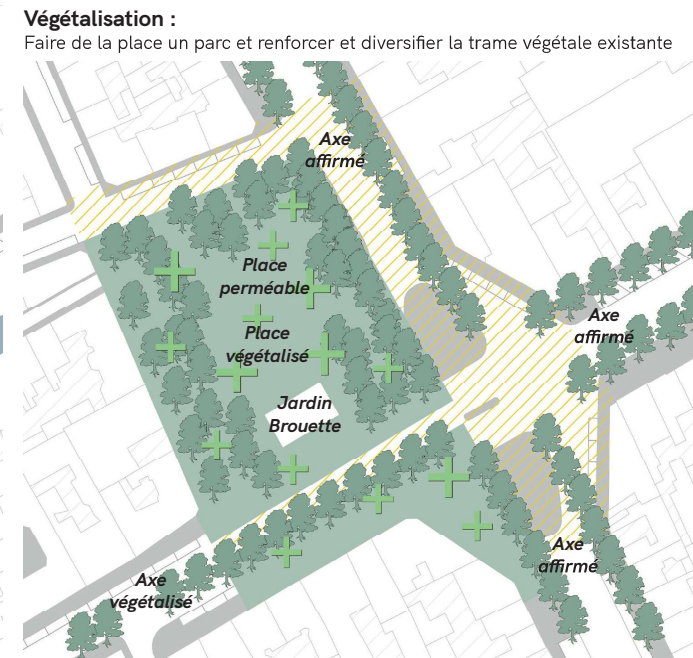 Végétalisation :
Faire de la place un parc et renforcer et diversifier la trame végétale existante
Axe
affirmé
Place
perméable
Axe
affirmé
Place
végétalisé
Jardin
Brouette
Axe
affirmé
Axe
végétalisé